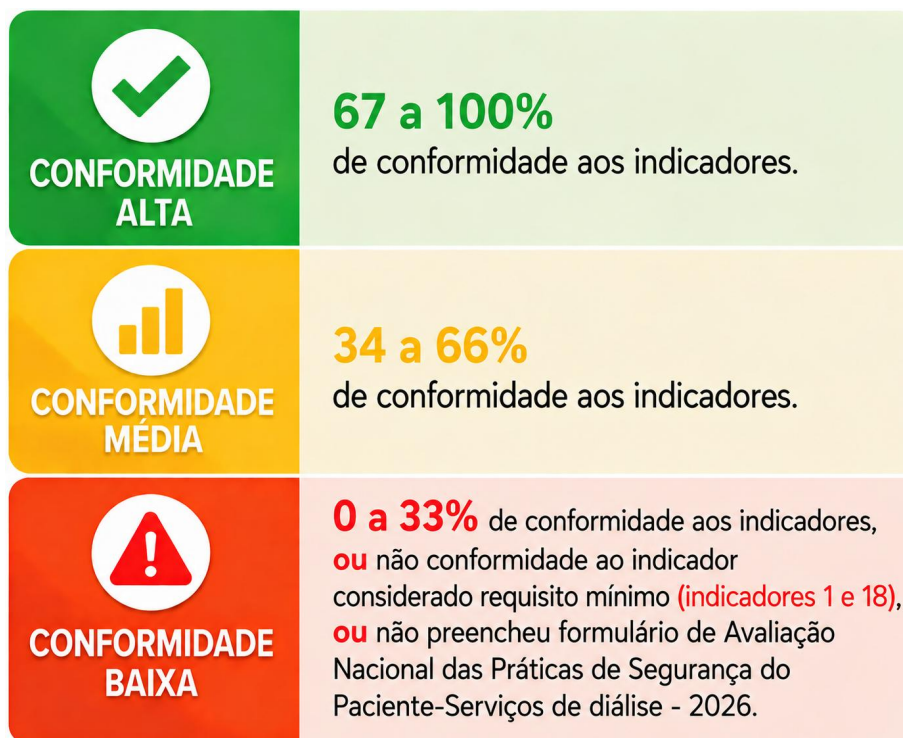 CONFORMIDADE
ALTA
67 a 100%
de conformidade aos indicadores.
CONFORMIDADE
MÉDIA
34 a 66%
de conformidade aos indicadores.
CONFORMIDADE
BAIXA
0 a 33% de conformidade aos indicadores,
ou não conformidade ao indicador
considerado requisito mínimo (indicadores 1 e 18),
ou não preencheu formulário de Avaliação
Nacional das Práticas de Segurança do
Paciente-Serviços de diálise - 2026.